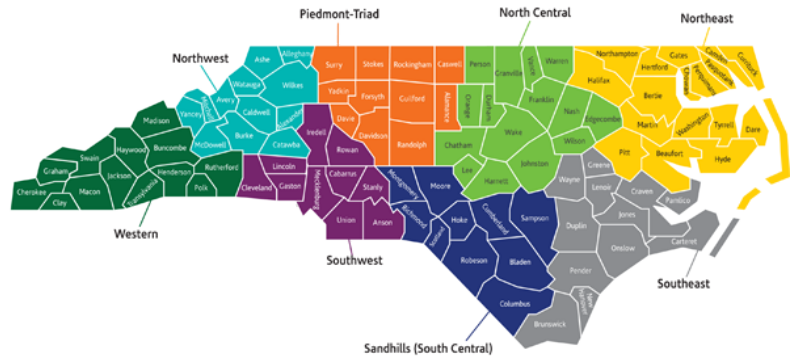 Piedmont-Triad
North Central
Northeast
Northwest
Ashe
Alleghany
Surry
Stokes
Rockingham
Caswell
Person
Granville
Vance
Warren
Northampton
Gates
Camden
Currituck
Pasquotank
Perquimans
Chowan
Hertford
Halifax
Bertie
Watauga
Wilkes
Yadkin
Forsyth
Guilford
Alamance
Orange
Durham
Franklin
Nash
Edgecombe
Martin
Washington
Tyrrell
Dare
Mitchell
Avery
Yancey
Caldwell
Alexander
Burke
McDowell
Catawba
Iredell
Davie
Davidson
Randolph
Rowan
Chatham
Wake
Wilson
Johnston
Lee
Harnett
Pitt
Beaufort
Hyde
Madison
Buncombe
Haywood
Swain
Graham
Jackson
Cherokee
Macon
Clay
Transylvania
Henderson
Rutherford
Polk
Cleveland
Lincoln
Gaston
Mecklenburg
Cabarrus
Stanly
Union
Anson
Montgomery
Moore
Richmond
Scotland
Hoke
Cumberland
Sampson
Robeson
Bladen
Columbus
Wayne
Greene
Lenoir
Craven
Pamlico
Jones
Duplin
Onslow
Carteret
Pender
New Hanover
Brunswick
Western
Southwest
Southeast
Sandhills (South Central)